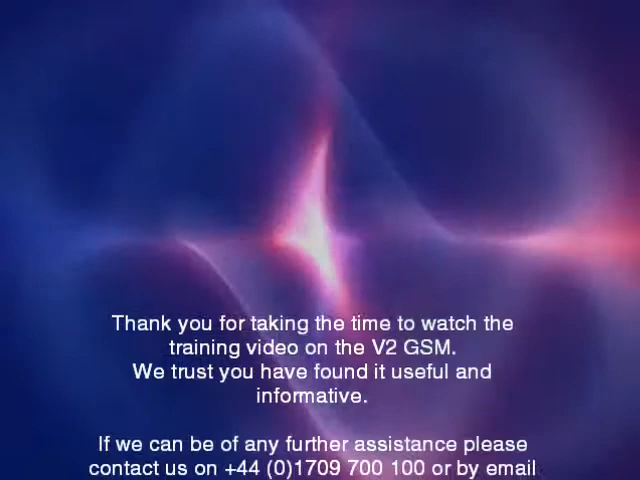 Thank you for taking the time to watch the
training video on the V2 GSM.
We trust you have found it useful and
informative.
If we can be of any further assistance please
contact us on +44 (0)1709 700 100 or by email